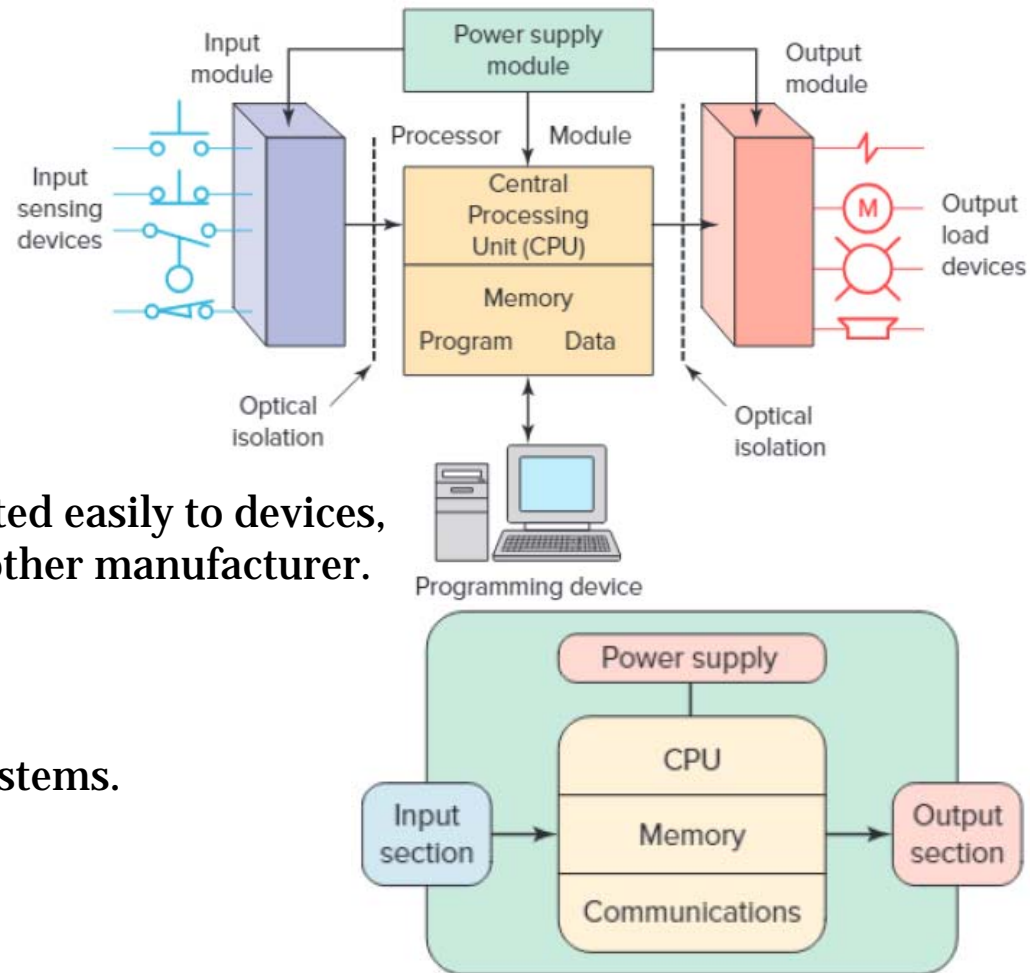 Power supply
module
Input
module
Output
module
Processor Module
Input
sensing
devices
Central
Processing
Unit (CPU)
M
Output
load
devices
Memory
Program Data
Optical
isolation
Optical
isolation
ted easily to devices,
other manufacturer.
Programming device
Power supply
ystems.
CPU
Input
section
Memory
Output
section
Communications